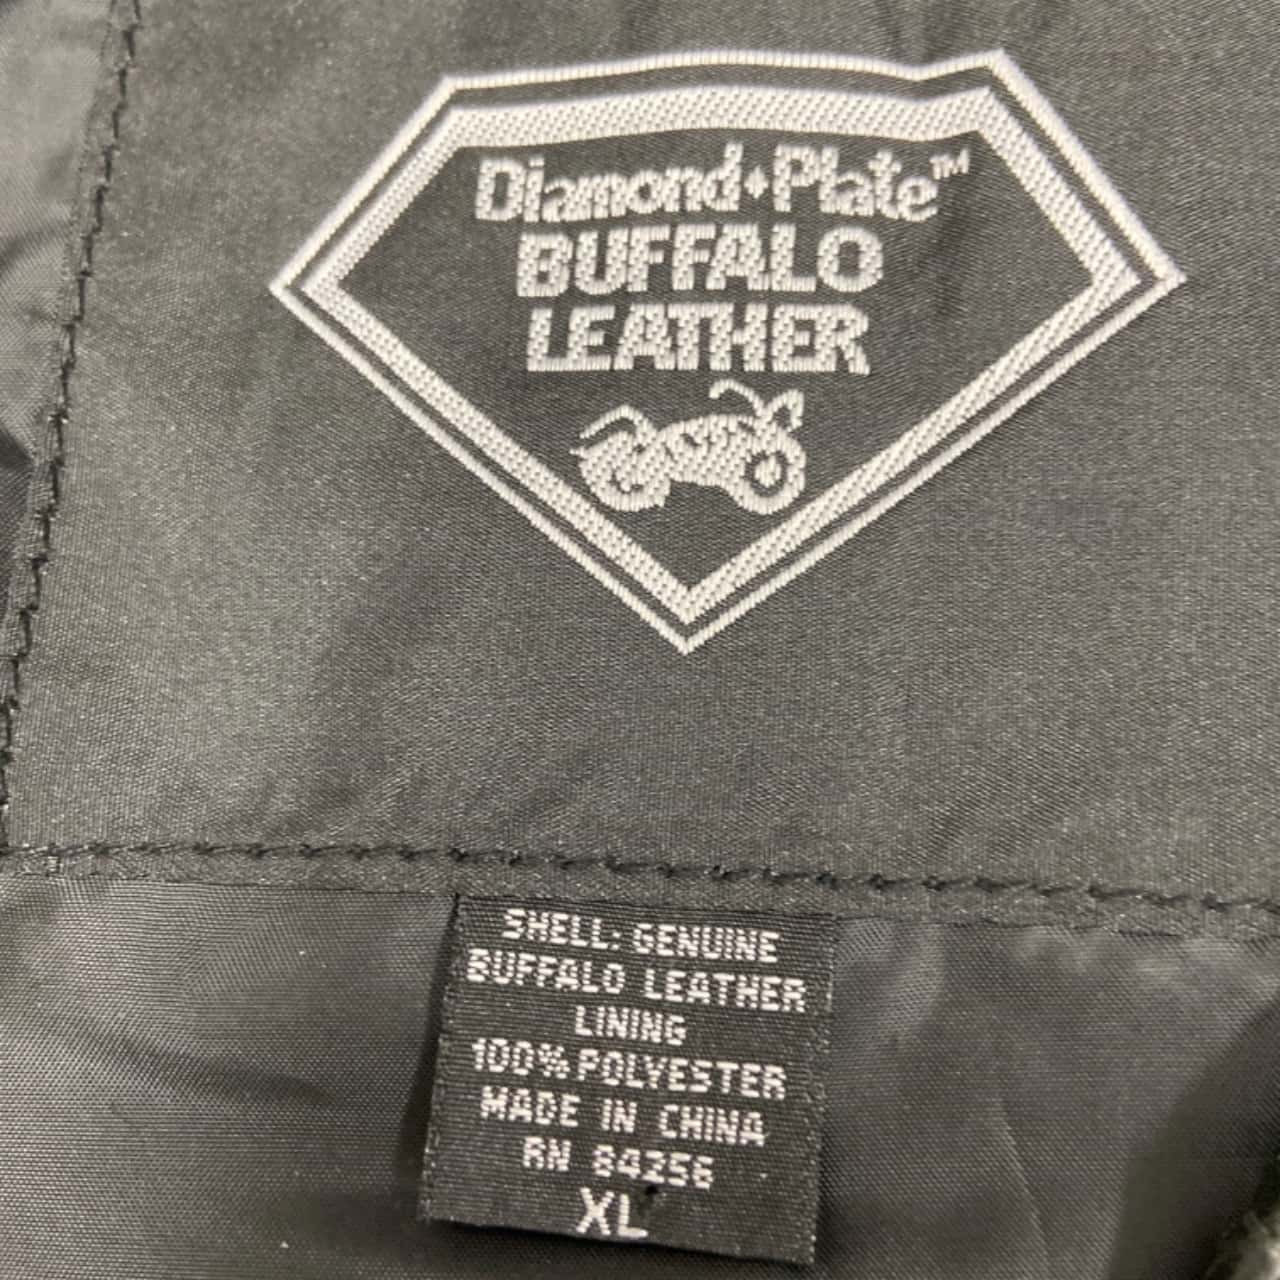 Diamond♦Plate™
BUFFALO
LEATHER
SHELL: GENUINE
BUFFALO LEATHER
LINING
100% POLYESTER
MADE IN CHINA
RN 84256
XL